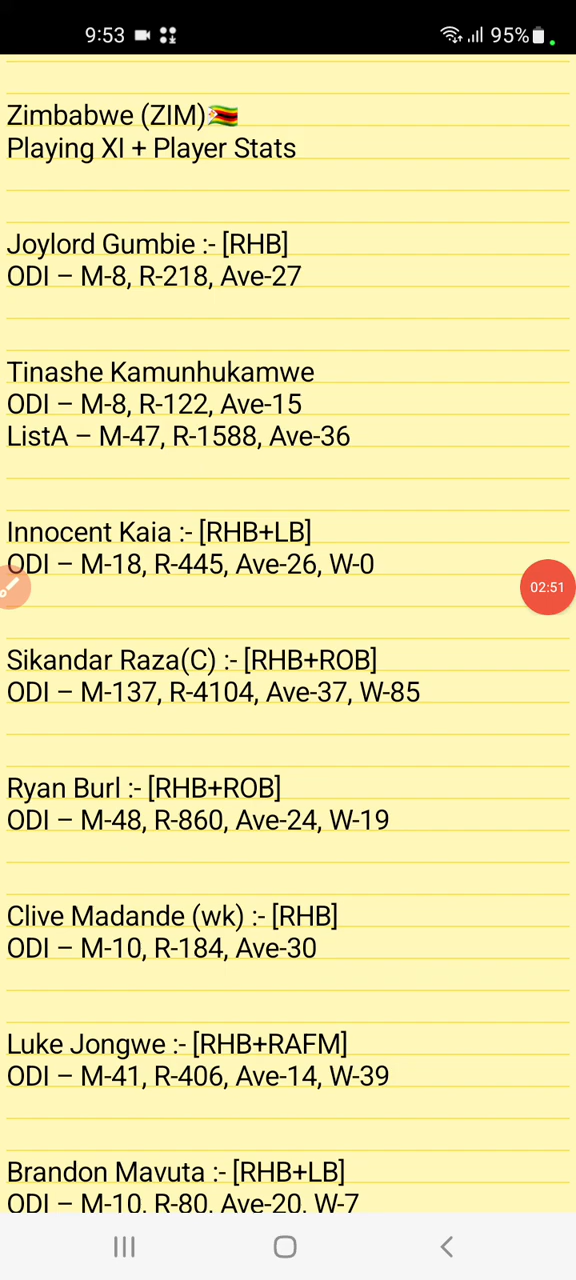 9:53
95%
Zimbabwe (ZIM)🇿🇼
Playing XI + Player Stats
Joylord Gumbie :- [RHB]
ODI – M-8, R-218, Ave-27
Tinashe Kamunhukamwe
ODI – M-8, R-122, Ave-15
ListA – M-47, R-1588, Ave-36
Innocent Kaia :- [RHB+LB]
ODI – M-18, R-445, Ave-26, W-0
02:51
Sikandar Raza(C) :- [RHB+ROB]
ODI – M-137, R-4104, Ave-37, W-85
Ryan Burl :- [RHB+ROB]
ODI – M-48, R-860, Ave-24, W-19
Clive Madande (wk) :- [RHB]
ODI – M-10, R-184, Ave-30
Luke Jongwe :- [RHB+RAFM]
ODI – M-41, R-406, Ave-14, W-39
Brandon Mavuta :- [RHB+LB]
ODI – M-10, R-80, Ave-20, W-7